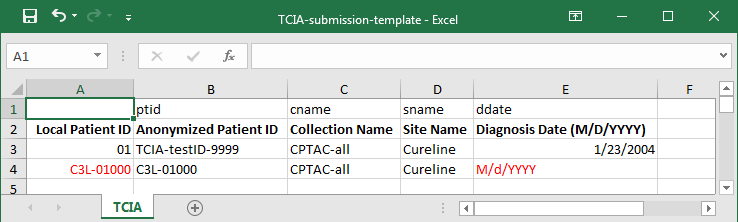 TCIA-submission-template - Excel
A1
fx
A B C D E F
1 ptid cname sname ddate
2 Local Patient ID Anonymized Patient ID Collection Name Site Name Diagnosis Date (M/D/YYYY)
3 01 TCIA-testID-9999 CPTAC-all Cureline 1/23/2004
4 C3L-01000 C3L-01000 CPTAC-all Cureline M/d/YYYY
5
TCIA